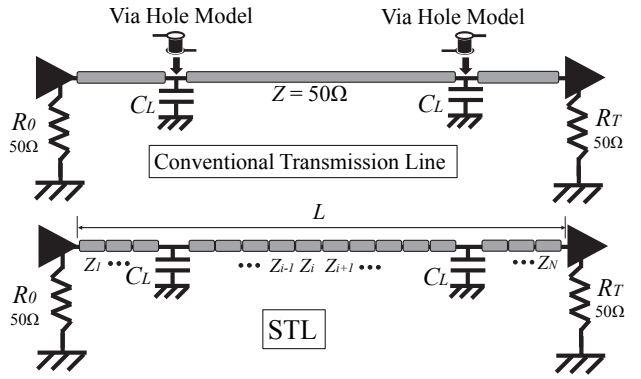 Via Hole Model
Via Hole Model
CL
Z = 50Ω
CL
R0
50Ω
RT
50Ω
Conventional Transmission Line
L
Z1 ••• ••• Zi-1 Zi Zi+1 ••• ••• ZN
CL
CL
R0
50Ω
RT
50Ω
STL